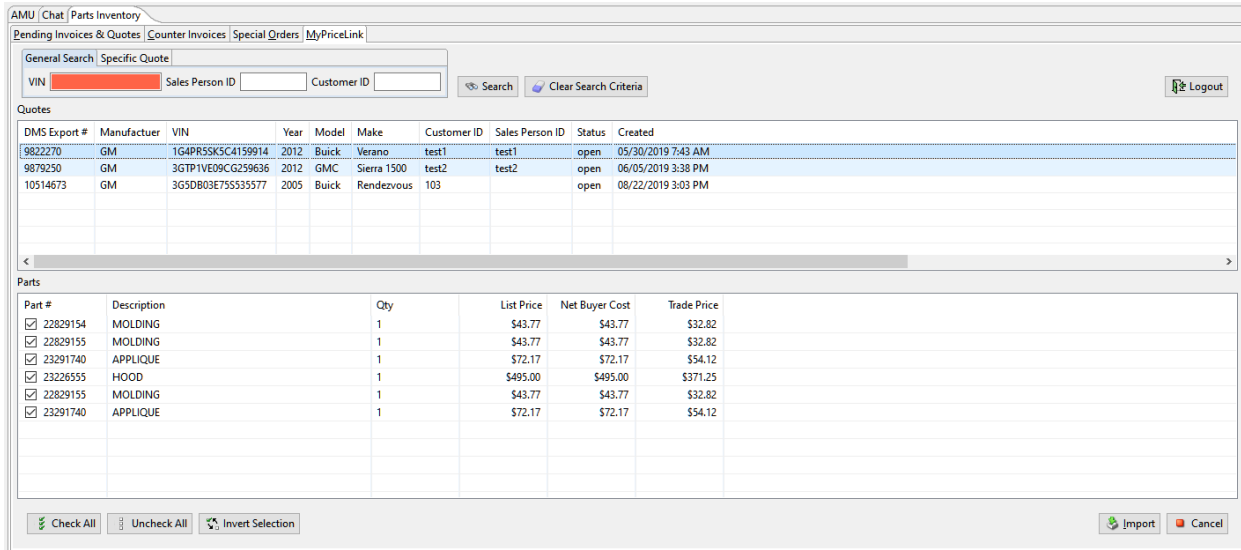 AMU Chat Parts Inventory
Pending Invoices & Quotes Counter Invoices Special Orders MyPriceLink
General Search Specific Quote
VIN Sales Person ID Customer ID Search Clear Search Criteria Logout
Quotes
DMS Export # Manufactuer VIN Year Model Make Customer ID Sales Person ID Status Created
9822270 GM 1G4PR5SK5C4159914 2012 Buick Verano test1 test1 open 05/30/2019 7:43 AM
9879250 GM 3GTP1VE09CG259636 2012 GMC Sierra 1500 test2 test2 open 06/05/2019 3:38 PM
10514673 GM 3G5DB03E75S535577 2005 Buick Rendezvous 103 open 08/22/2019 3:03 PM
Parts
Part # Description Qty List Price Net Buyer Cost Trade Price
22829154 MOLDING 1 $43.77 $43.77 $32.82
22829155 MOLDING 1 $43.77 $43.77 $32.82
23291740 APPLIQUE 1 $72.17 $72.17 $54.12
23226555 HOOD 1 $495.00 $495.00 $371.25
22829155 MOLDING 1 $43.77 $43.77 $32.82
23291740 APPLIQUE 1 $72.17 $72.17 $54.12
Check All Uncheck All Invert Selection Import Cancel